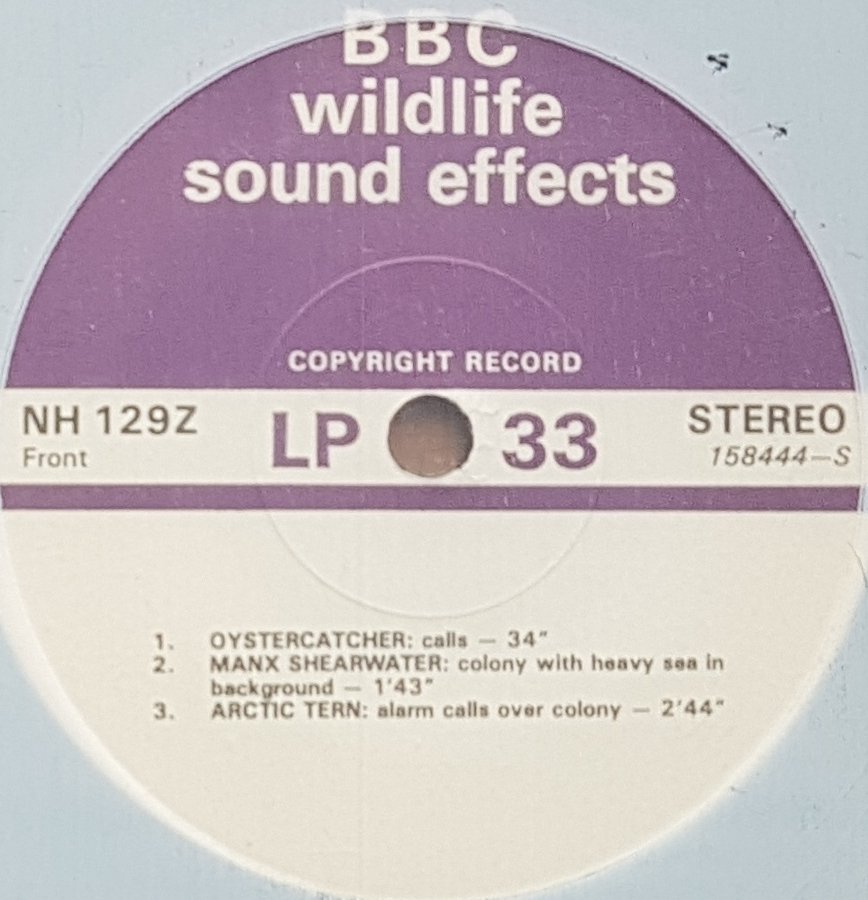 BBC
wildlife
sound effects
COPYRIGHT RECORD
NH 129Z
Front
LP 33
STEREO
158444-S
1. OYSTERCATCHER: calls — 34"
2. MANX SHEARWATER: colony with heavy sea in
background — 1'43"
3. ARCTIC TERN: alarm calls over colony — 2'44"